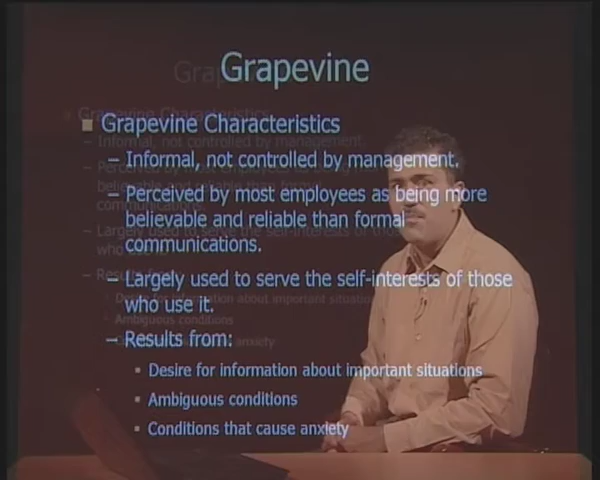 Grapevine
Grapevine Characteristics
– Informal, not controlled by management.
– Perceived by most employees as being more
believable and reliable than formal
communications.
– Largely used to serve the self-interests of those
who use it.
– Results from:
▪ Desire for information about important situations
▪ Ambiguous conditions
▪ Conditions that cause anxiety